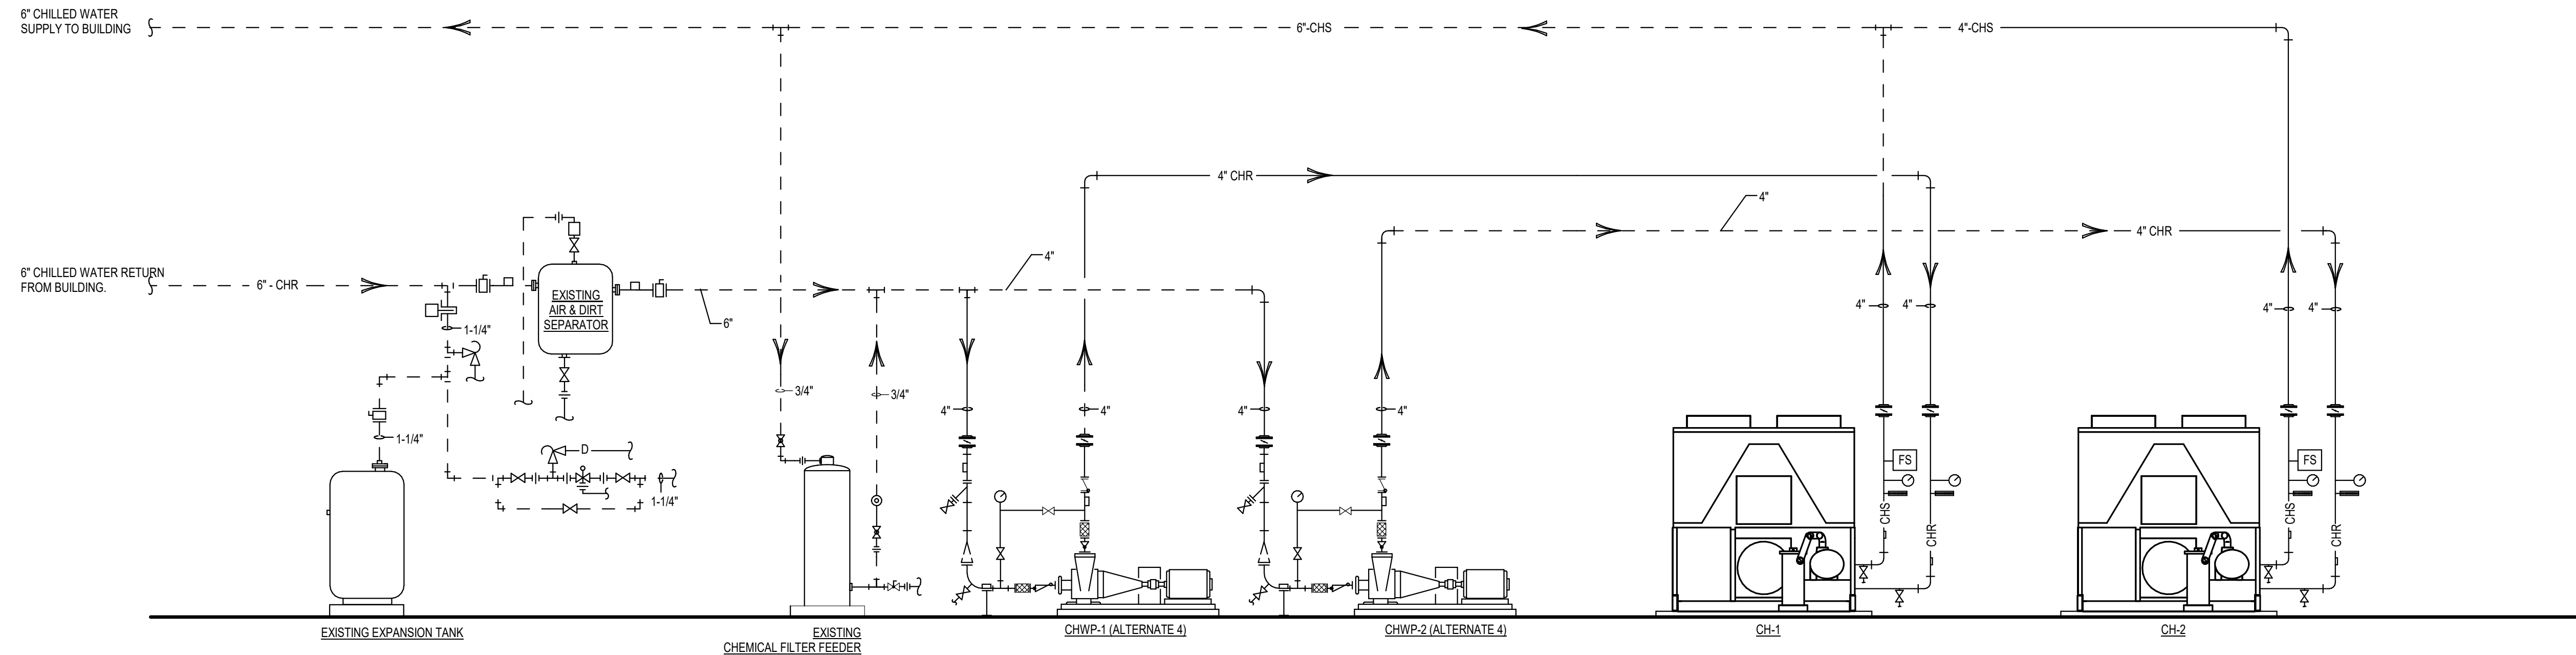 6" CHILLED WATER
SUPPLY TO BUILDING
6"-CHS
4"-CHS
4" CHR
4"
4" CHR
6" CHILLED WATER RETURN
FROM BUILDING.
6" - CHR
4"
EXISTING
AIR & DIRT
SEPARATOR
6"
1-1/4"
4"
4"
4"
4"
3/4"
3/4"
4"
4"
4"
4"
1-1/4"
D
1-1/4"
FS
FS
CHS
CHR
CHS
CHR
EXISTING EXPANSION TANK
EXISTING
CHEMICAL FILTER FEEDER
CHWP-1 (ALTERNATE 4)
CHWP-2 (ALTERNATE 4)
CH-1
CH-2